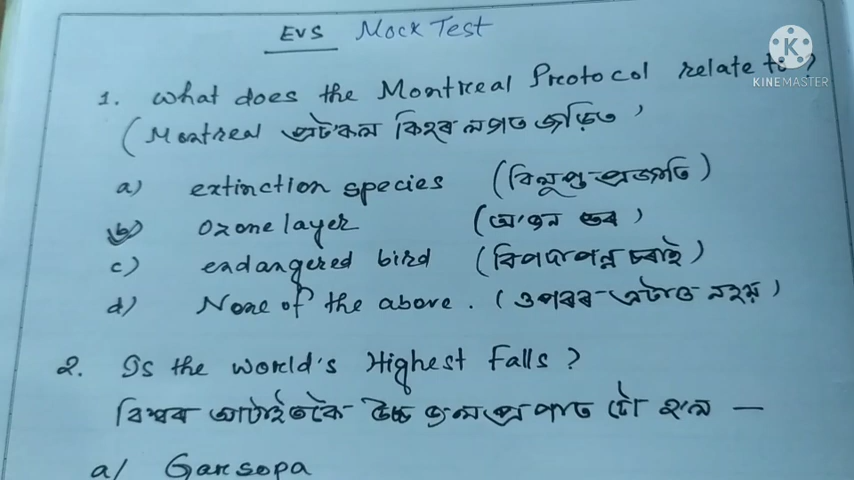 EVS Mock Test
KINEMASTER
1. What does the Montreal Protocol relate to?
(Montreal প্ৰটকল কিহৰ লগত জড়িত,
a) extinction species (বিলুপ্ত প্ৰজাতি)
b) Ozone layer (অ'জন স্তৰ)
c) endangered bird (বিপদাপন্ন চৰাই)
d) None of the above. (ওপৰৰ এটাও নহয়)
2. Is the World's Highest Falls?
বিশ্বৰ আটাইতকৈ উচ্চ জলপ্ৰপাত টো হ'ল —
a/ Garsopa